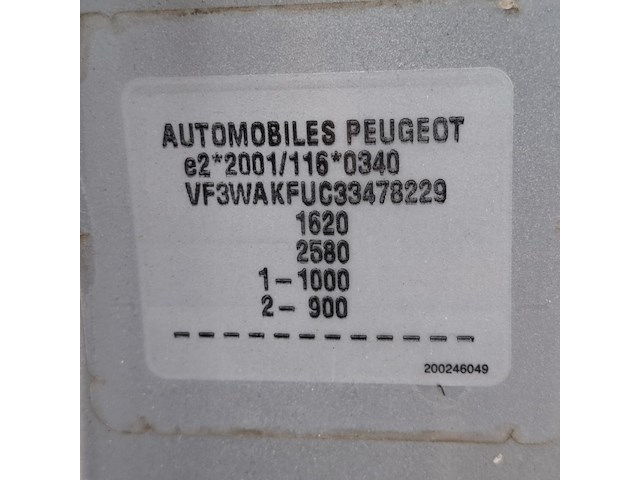 AUTOMOBILES PEUGEOT
e2*2001/116*0340
VF3WAKFUC33478229
1620
2580
1-1000
2- 900
-----------------
200246049